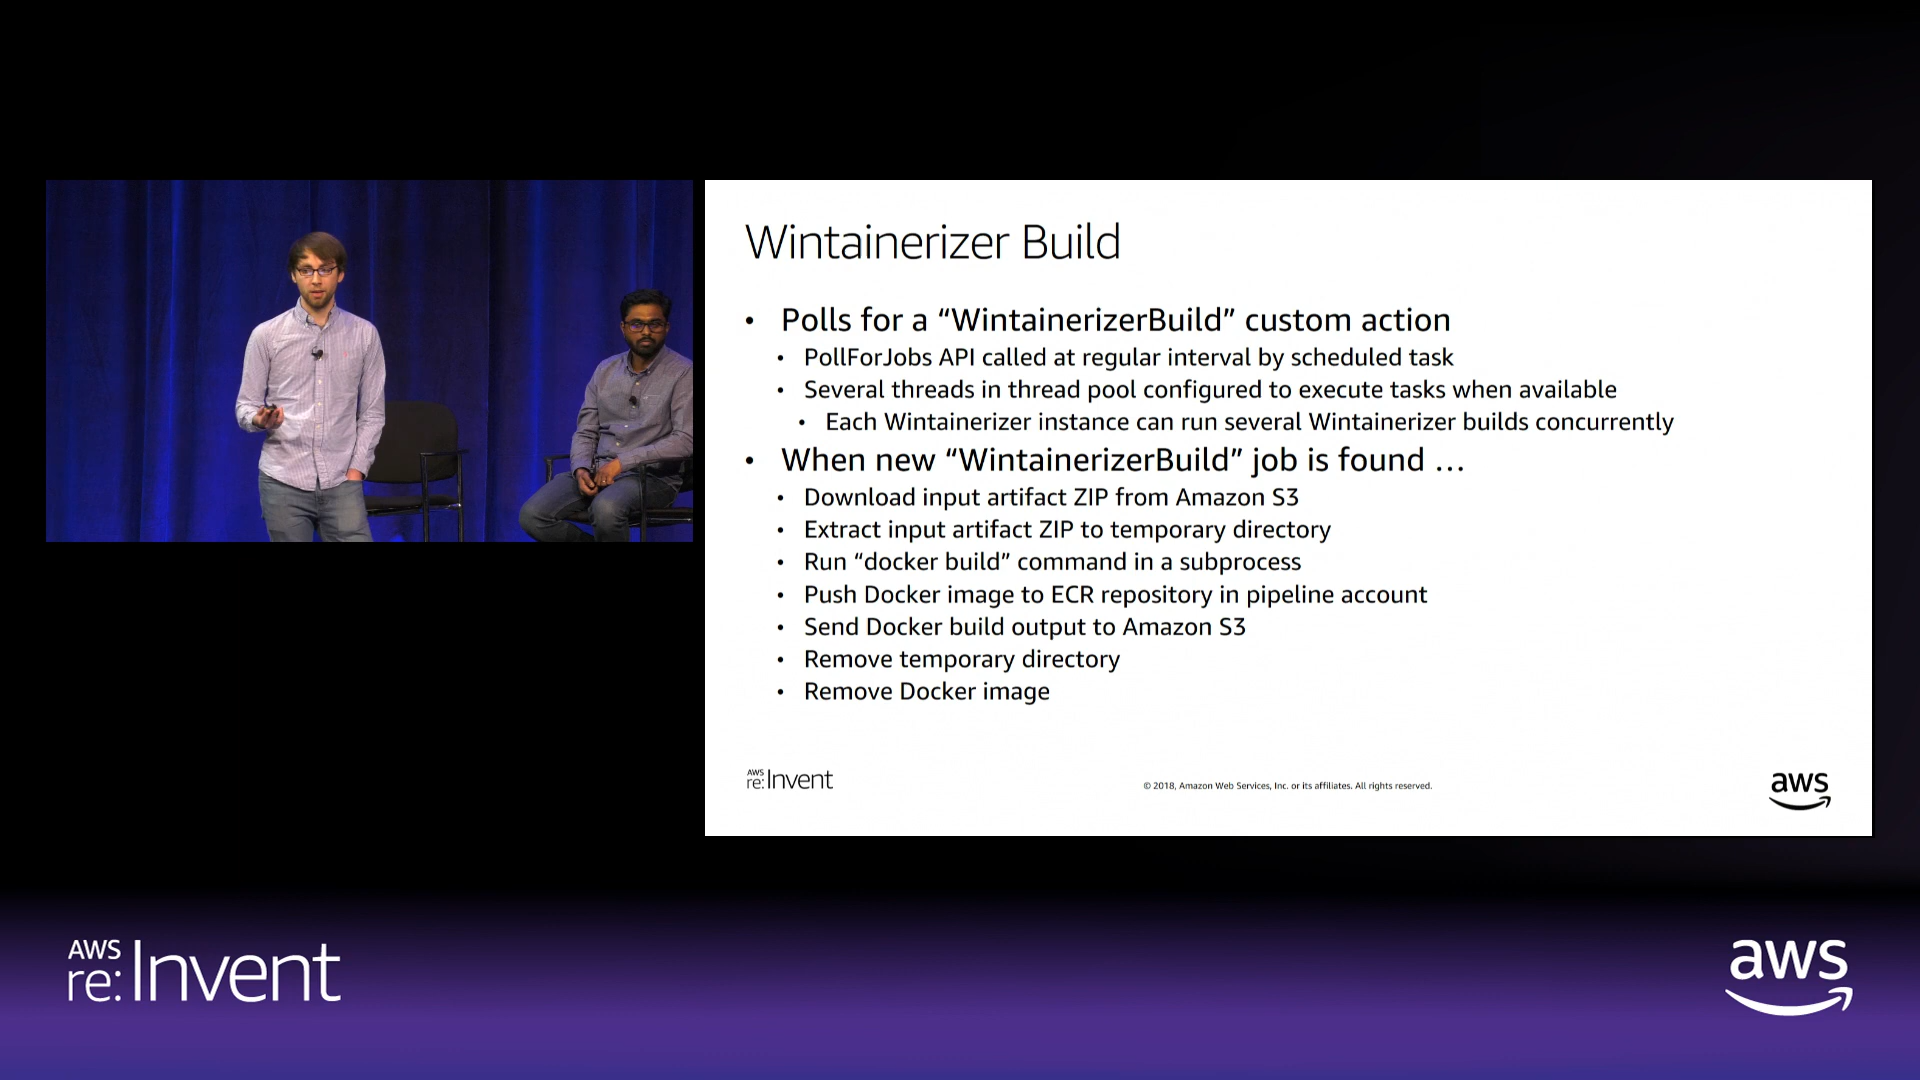 Wintainerizer Build
• Polls for a “WintainerizerBuild” custom action
• PollForJobs API called at regular interval by scheduled task
• Several threads in thread pool configured to execute tasks when available
• Each Wintainerizer instance can run several Wintainerizer builds concurrently
• When new “WintainerizerBuild” job is found …
• Download input artifact ZIP from Amazon S3
• Extract input artifact ZIP to temporary directory
• Run “docker build” command in a subprocess
• Push Docker image to ECR repository in pipeline account
• Send Docker build output to Amazon S3
• Remove temporary directory
• Remove Docker image
AWS
re:Invent
© 2018, Amazon Web Services, Inc. or its affiliates. All rights reserved.
aws
AWS
re:Invent
aws